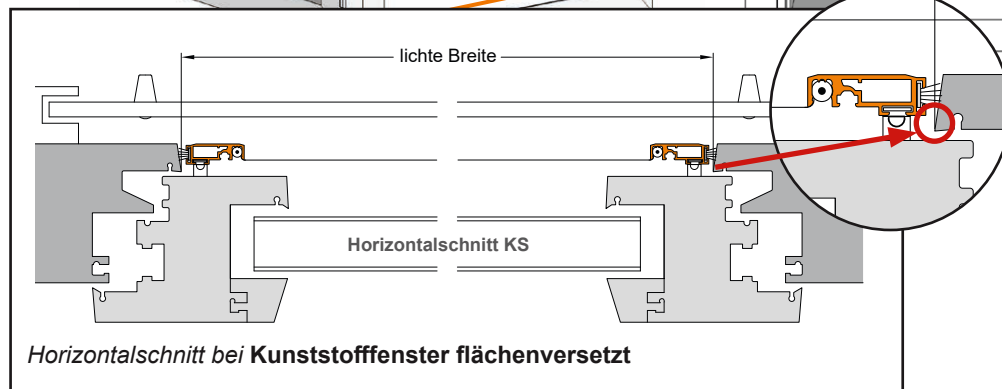 lichte Breite
Horizontalschnitt KS
Horizontalschnitt bei Kunststofffenster flächenversetzt